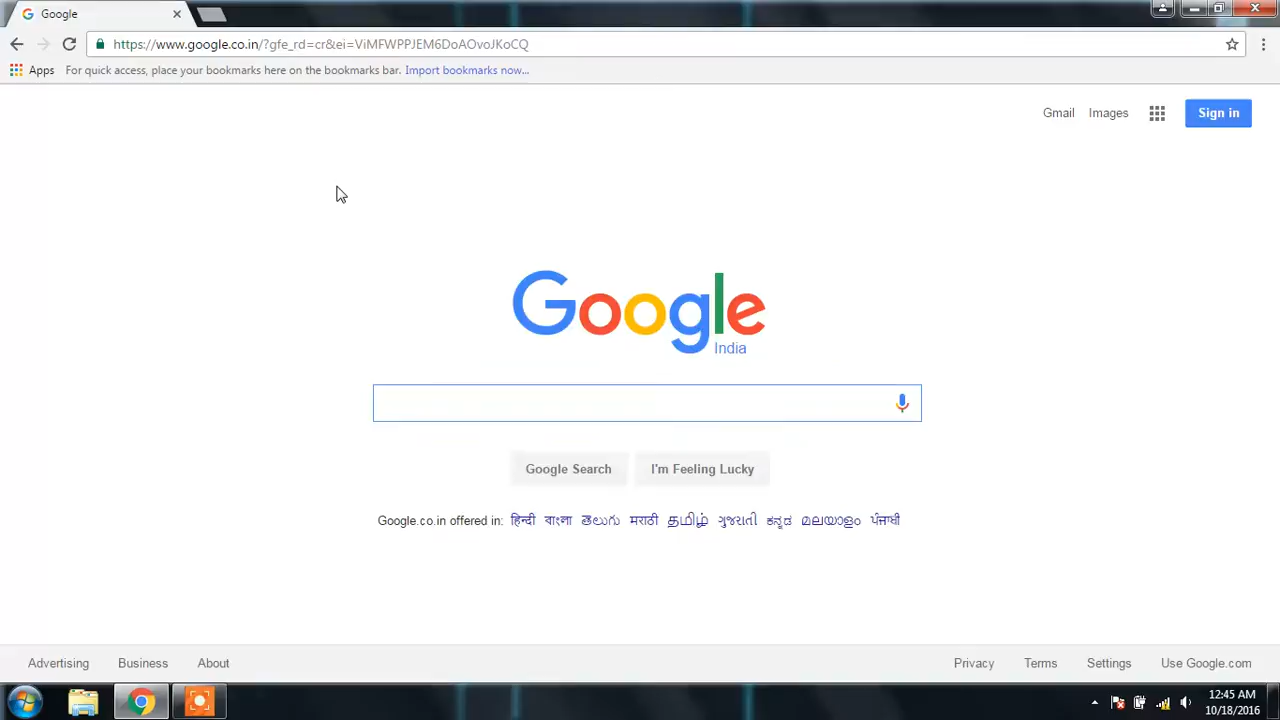 Google
https://www.google.co.in/?gfe_rd=cr&ei=ViMFWPPJEM6DoAOvoJKoCQ
Apps For quick access, place your bookmarks here on the bookmarks bar. Import bookmarks now...
Gmail Images Sign in
Google
India
Google Search I'm Feeling Lucky
Google.co.in offered in: हिन्दी বাংলা తెలుగు मराठी தமிழ் ગુજરાતી ಕನ್ನಡ മലയാളം ਪੰਜਾਬੀ
Advertising Business About Privacy Terms Settings Use Google.com
12:45 AM
10/18/2016